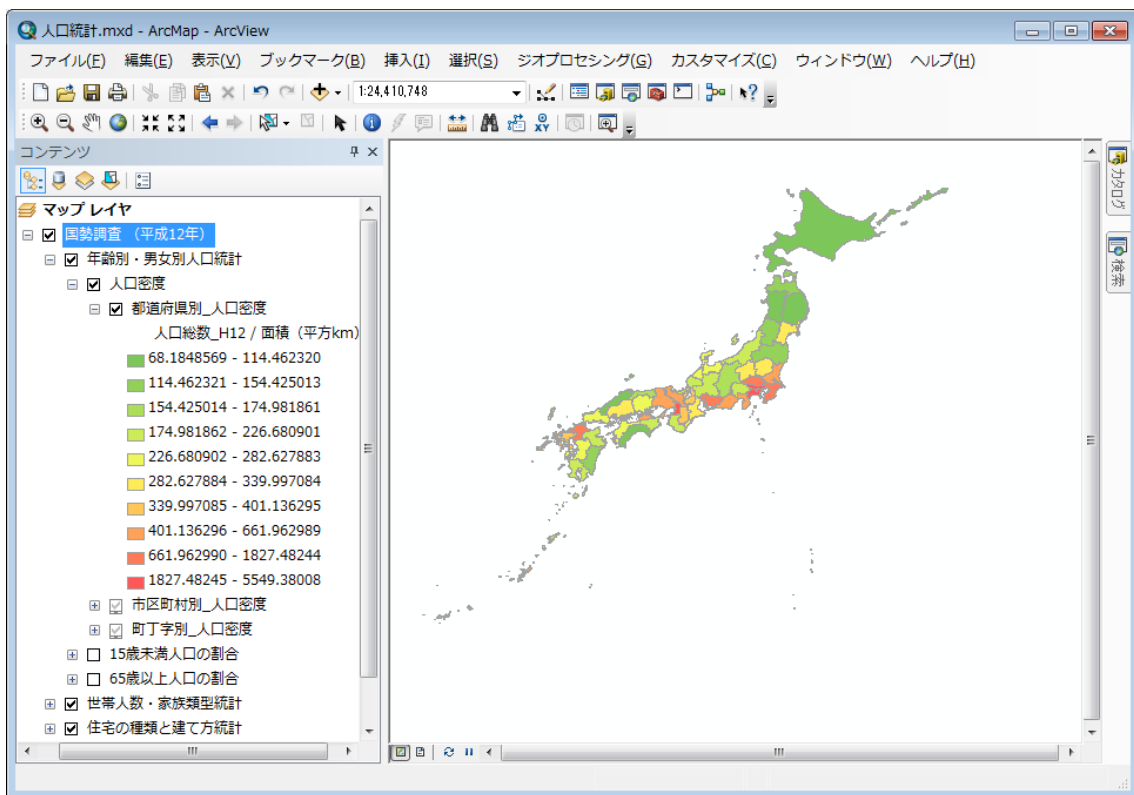 人口統計.mxd - ArcMap - ArcView
ファイル(F) 編集(E) 表示(V) ブックマーク(B) 挿入(I) 選択(S) ジオプロセシング(G) カスタマイズ(C) ウィンドウ(W) ヘルプ(H)
1:24,410,748
コンテンツ
マップ レイヤ
国勢調査 (平成12年)
年齢別・男女別人口統計
人口密度
都道府県別_人口密度
人口総数_H12 / 面積 (平方km)
68.1848569 - 114.462320
114.462321 - 154.425013
154.425014 - 174.981861
174.981862 - 226.680901
226.680902 - 282.627883
282.627884 - 339.997084
339.997085 - 401.136295
401.136296 - 661.962989
661.962990 - 1827.48244
1827.48245 - 5549.38008
市区町村別_人口密度
町丁字別_人口密度
15歳未満人口の割合
65歳以上人口の割合
世帯人数・家族類型統計
住宅の種類と建て方統計
カタログ
検索